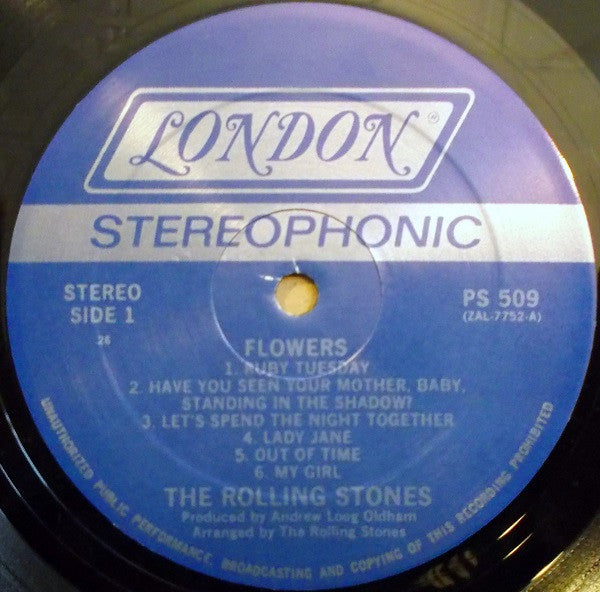 LONDON®
STEREOPHONIC
STEREO
SIDE 1
26
PS 509
(ZAL-7752-A)
FLOWERS
1. RUBY TUESDAY
2. HAVE YOU SEEN YOUR MOTHER, BABY,
STANDING IN THE SHADOW?
3. LET'S SPEND THE NIGHT TOGETHER
4. LADY JANE
5. OUT OF TIME
6. MY GIRL
THE ROLLING STONES
Produced by Andrew Loog Oldham
Arranged by The Rolling Stones
UNAUTHORIZED PUBLIC PERFORMANCE, BROADCASTING AND COPYING OF THIS RECORDING PROHIBITED